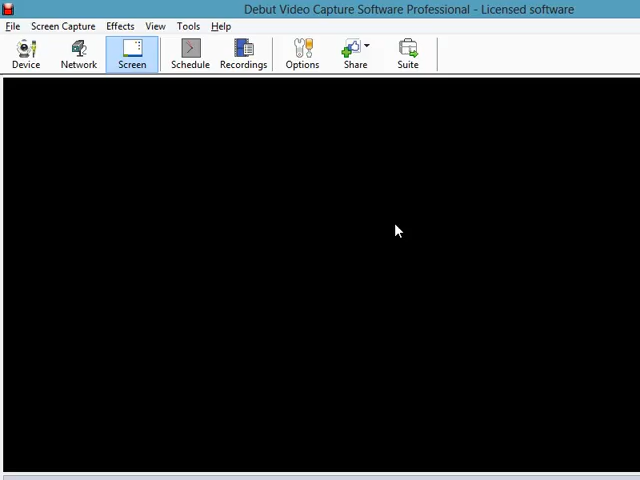 Debut Video Capture Software Professional - Licensed software
File Screen Capture Effects View Tools Help
Device Network Screen Schedule Recordings Options Share Suite